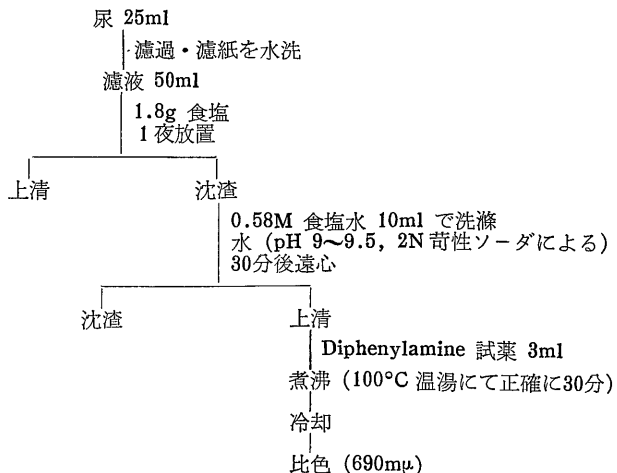 尿 25ml
濾過・濾紙を水洗
濾液 50ml
1.8g 食塩
1夜放置
上清 沈渣
0.58M 食塩水 10ml で洗滌
水 (pH 9～9.5, 2N 苛性ソーダによる)
30分後遠心
沈渣 上清
Diphenylamine 試薬 3ml
煮沸 (100°C 温湯にて正確に30分)
冷却
比色 (690mμ)